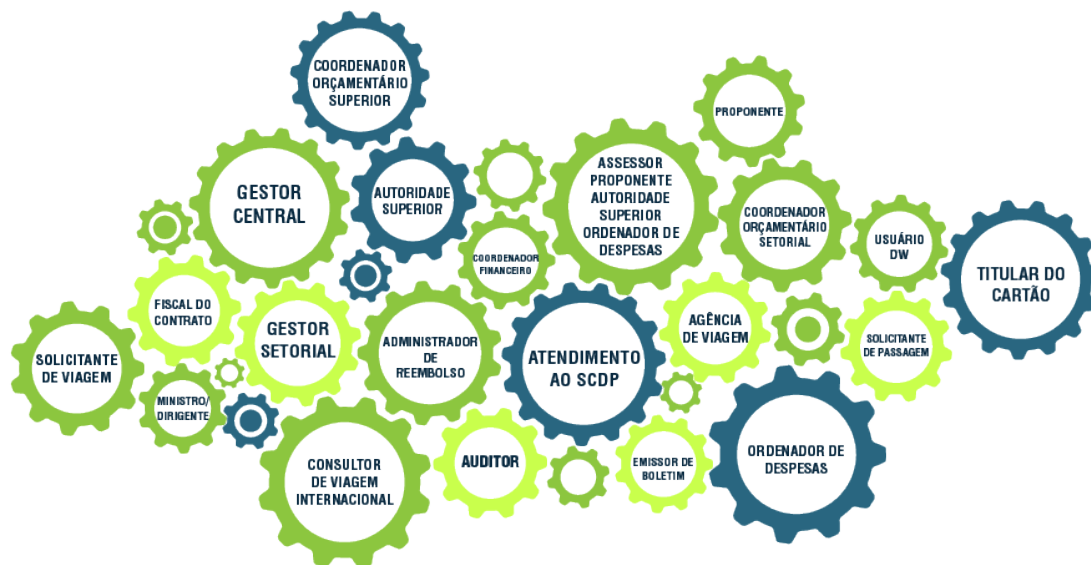 COORDENADOR
ORÇAMENTÁRIO
SUPERIOR
PROPONENTE
GESTOR
CENTRAL
AUTORIDADE
SUPERIOR
ASSESSOR
PROPONENTE
AUTORIDADE
SUPERIOR
ORDENADOR DE
DESPESAS
COORDENADOR
ORÇAMENTÁRIO
SETORIAL
USUÁRIO
DW
TITULAR DO
CARTÃO
COORDENADOR
FINANCEIRO
FISCAL DO
CONTRATO
GESTOR
SETORIAL
ADMINISTRADOR
DE
REEMBOLSO
ATENDIMENTO
AO SCDP
AGÊNCIA
DE VIAGEM
SOLICITANTE
DE PASSAGEM
SOLICITANTE
DE VIAGEM
MINISTRO/
DIRIGENTE
CONSULTOR
DE VIAGEM
INTERNACIONAL
AUDITOR
EMISSOR DE
BOLETIM
ORDENADOR DE
DESPESAS